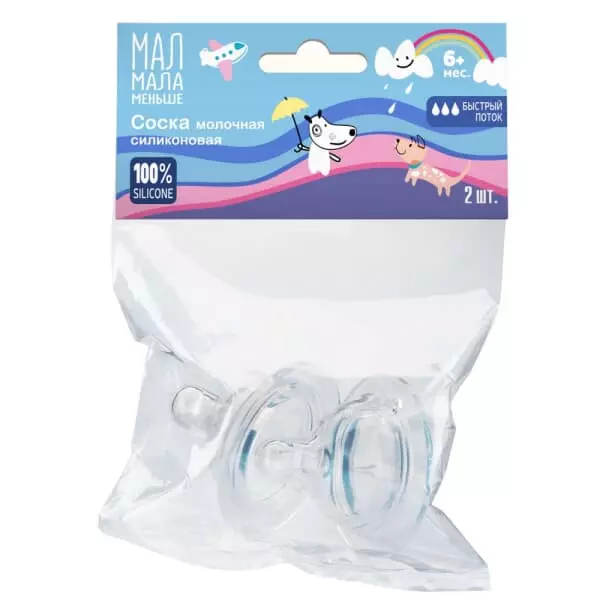 МАЛ
МАЛА
МЕНЬШЕ
6+
мес.
Соска молочная
силиконовая
БЫСТРЫЙ
ПОТОК
100%
SILICONE
2 шт.